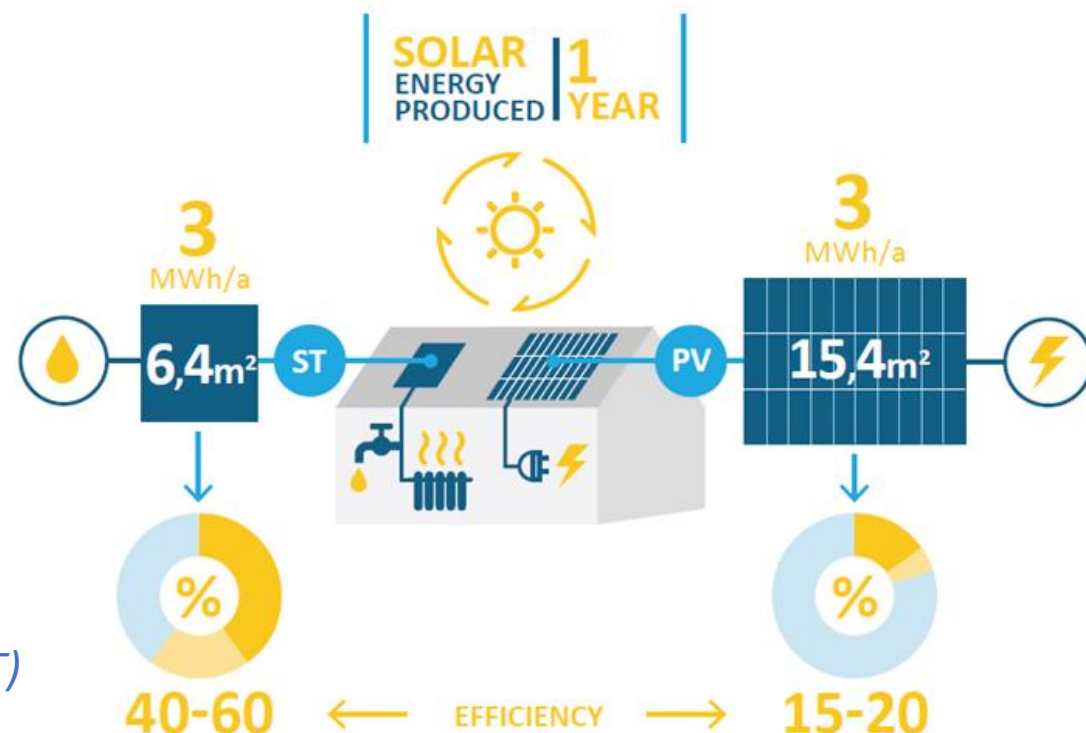 SOLAR
ENERGY
PRODUCED
1
YEAR
3
MWh/a
3
MWh/a
6,4m²
ST
PV
15,4m²
%
%
T)
40-60
EFFICIENCY
15-20